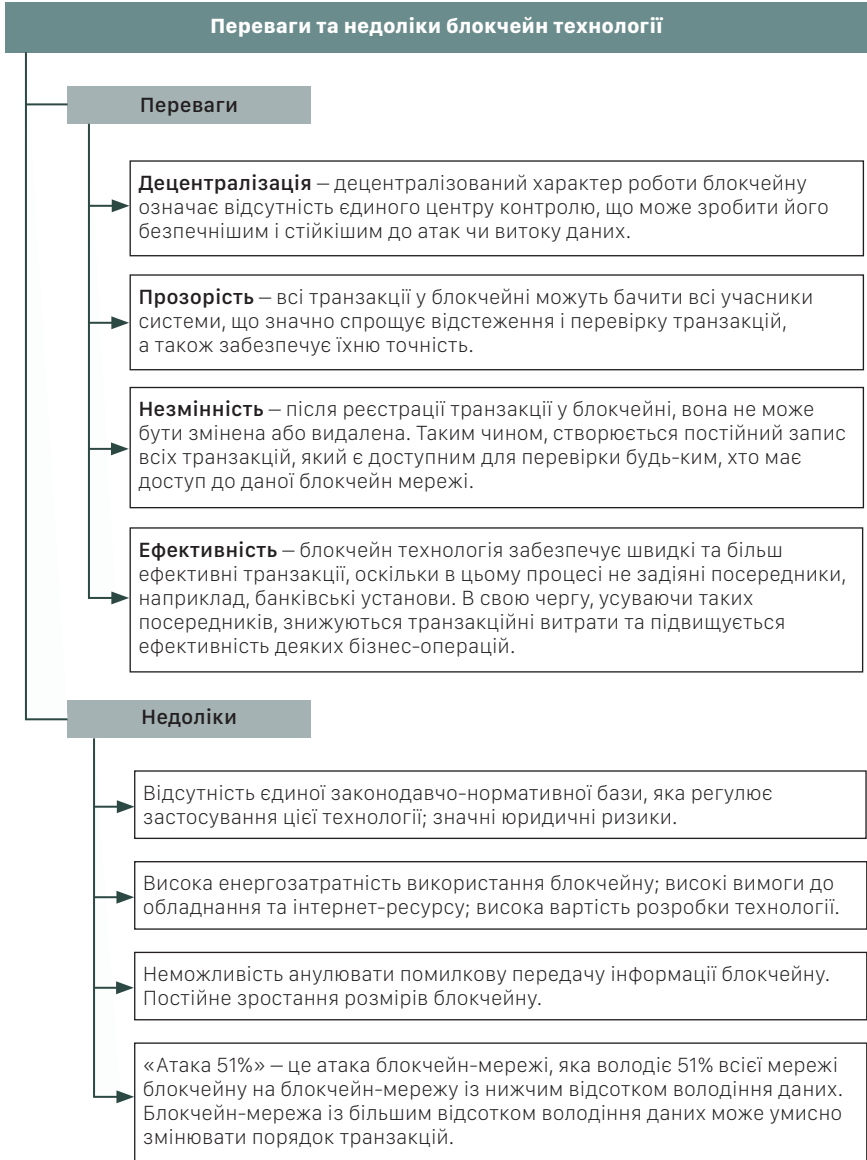 Переваги та недоліки блокчейн технології
Переваги
Децентралізація – децентралізований характер роботи блокчейну
означає відсутність єдиного центру контролю, що може зробити його
безпечнішим і стійкішим до атак чи витоку даних.
Прозорість – всі транзакції у блокчейні можуть бачити всі учасники
системи, що значно спрощує відстеження і перевірку транзакцій,
а також забезпечує їхню точність.
Незмінність – після реєстрації транзакції у блокчейні, вона не може
бути змінена або видалена. Таким чином, створюється постійний запис
всіх транзакцій, який є доступним для перевірки будь-ким, хто має
доступ до даної блокчейн мережі.
Ефективність – блокчейн технологія забезпечує швидкі та більш
ефективні транзакції, оскільки в цьому процесі не задіяні посередники,
наприклад, банківські установи. В свою чергу, усуваючи таких
посередників, знижуються транзакційні витрати та підвищується
ефективність деяких бізнес-операцій.
Недоліки
Відсутність єдиної законодавчо-нормативної бази, яка регулює
застосування цієї технології; значні юридичні ризики.
Висока енергозатратність використання блокчейну; високі вимоги до
обладнання та інтернет-ресурсу; висока вартість розробки технології.
Неможливість анулювати помилкову передачу інформації блокчейну.
Постійне зростання розмірів блокчейну.
«Атака 51%» – це атака блокчейн-мережі, яка володіє 51% всієї мережі
блокчейну на блокчейн-мережу із нижчим відсотком володіння даних.
Блокчейн-мережа із більшим відсотком володіння даних може умисно
змінювати порядок транзакцій.